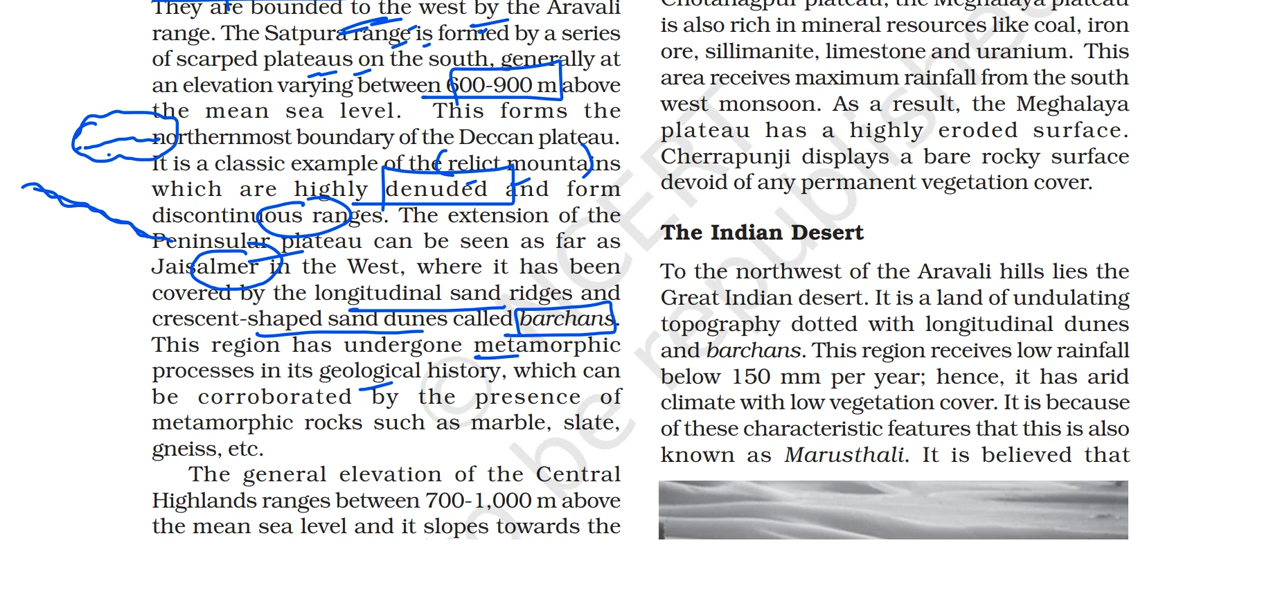 They are bounded to the west by the Aravali
range. The Satpura range is formed by a series
of scarped plateaus on the south, generally at
an elevation varying between 600-900 m above
the mean sea level. This forms the
northernmost boundary of the Deccan plateau.
It is a classic example of the relict mountains
which are highly denuded and form
discontinuous ranges. The extension of the
Peninsular plateau can be seen as far as
Jaisalmer in the West, where it has been
covered by the longitudinal sand ridges and
crescent-shaped sand dunes called barchans.
This region has undergone metamorphic
processes in its geological history, which can
be corroborated by the presence of
metamorphic rocks such as marble, slate,
gneiss, etc.
The general elevation of the Central
Highlands ranges between 700-1,000 m above
the mean sea level and it slopes towards the
Chotanagpur plateau, the Meghalaya plateau
is also rich in mineral resources like coal, iron
ore, sillimanite, limestone and uranium. This
area receives maximum rainfall from the south
west monsoon. As a result, the Meghalaya
plateau has a highly eroded surface.
Cherrapunji displays a bare rocky surface
devoid of any permanent vegetation cover.
The Indian Desert
To the northwest of the Aravali hills lies the
Great Indian desert. It is a land of undulating
topography dotted with longitudinal dunes
and barchans. This region receives low rainfall
below 150 mm per year; hence, it has arid
climate with low vegetation cover. It is because
of these characteristic features that this is also
known as Marusthali. It is believed that
© NCERT
be republished